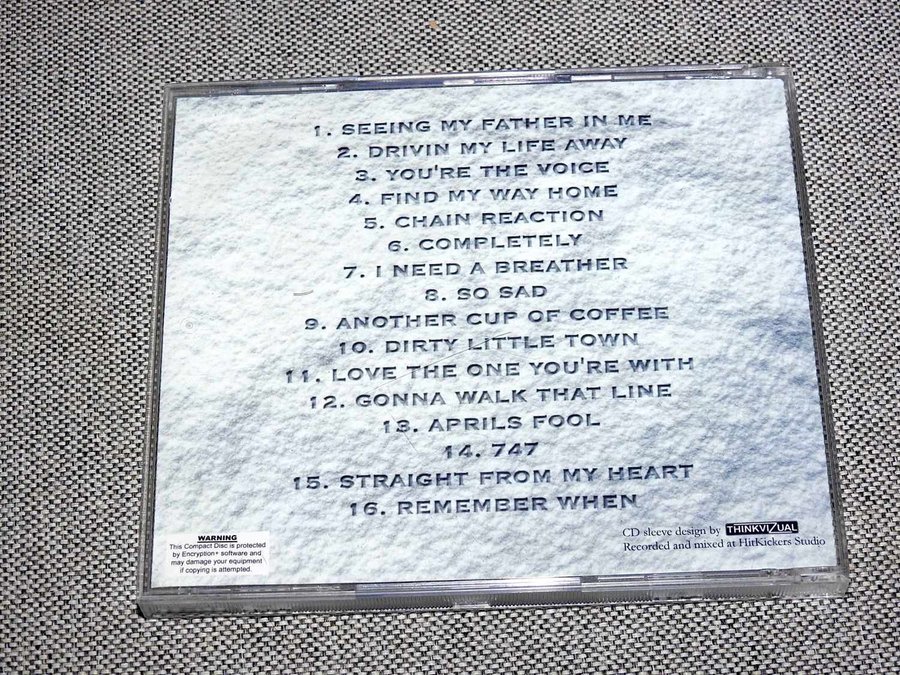 1. SEEING MY FATHER IN ME
2. DRIVIN MY LIFE AWAY
3. YOU'RE THE VOICE
4. FIND MY WAY HOME
5. CHAIN REACTION
6. COMPLETELY
7. I NEED A BREATHER
8. SO SAD
9. ANOTHER CUP OF COFFEE
10. DIRTY LITTLE TOWN
11. LOVE THE ONE YOU'RE WITH
12. GONNA WALK THAT LINE
13. APRILS FOOL
14. 747
15. STRAIGHT FROM MY HEART
16. REMEMBER WHEN
WARNING
This Compact Disc is protected
by Encryption+ software and
may damage your equipment
if copying is attempted.
CD sleeve design by THINKVIZUAL
Recorded and mixed at HitKickers Studio